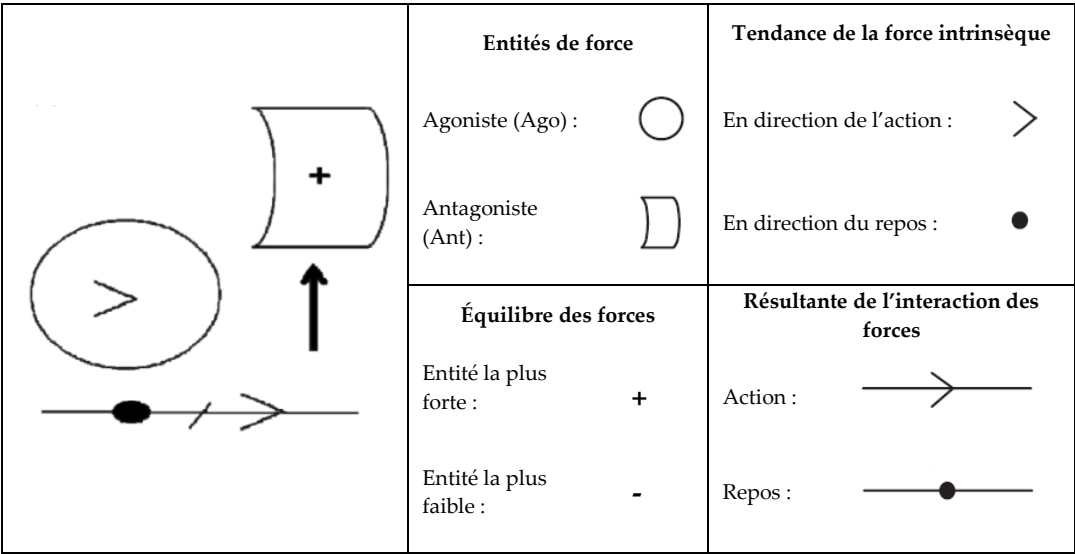 +
Entités de force
Agoniste (Ago) :
Antagoniste
(Ant) :
Tendance de la force intrinsèque
En direction de l’action :
En direction du repos :
Équilibre des forces
Entité la plus
forte :
+
Entité la plus
faible :
-
Résultante de l’interaction des
forces
Action :
Repos :